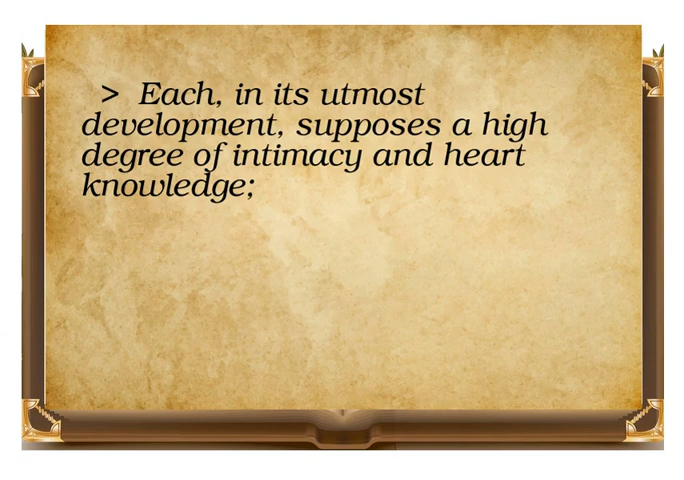 > Each, in its utmost
development, supposes a high
degree of intimacy and heart
knowledge;